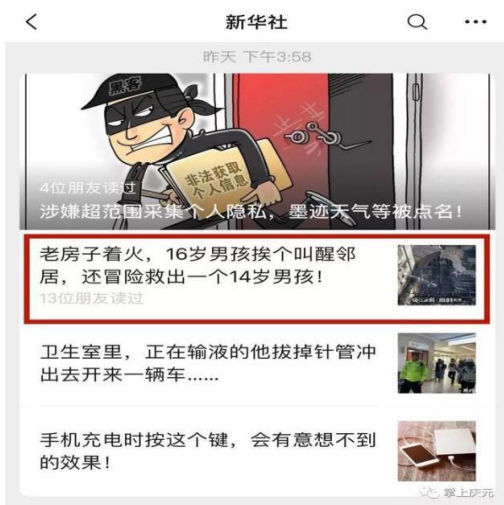 新华社
昨天 下午3:58
黑客
非法获取
个人信息
4位朋友读过
涉嫌超范围采集个人隐私，墨迹天气等被点名！
老房子着火，16岁男孩挨个叫醒邻
居，还冒险救出一个14岁男孩！
13位朋友读过
卫生室里，正在输液的他拔掉针管冲
出去开来一辆车......
手机充电时按这个键，会有意想不到
的效果！
掌上庆元